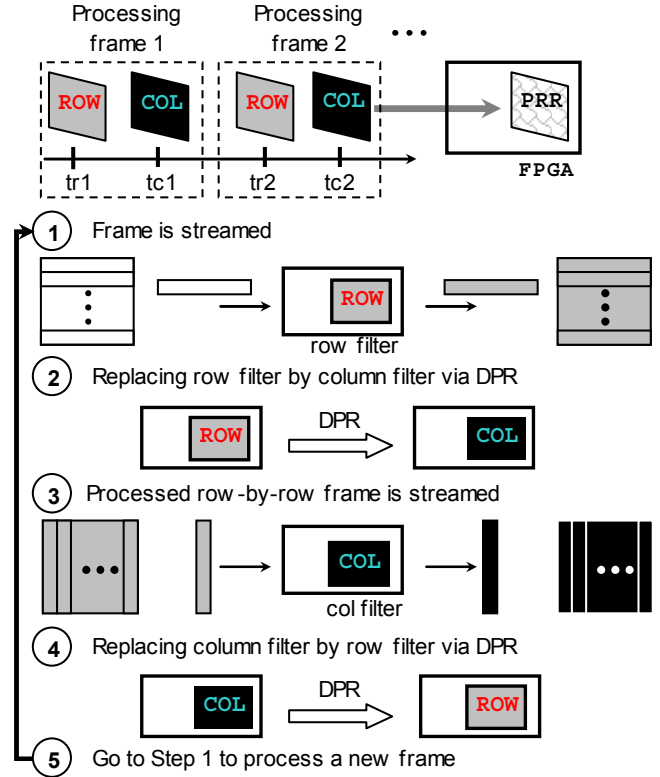 Processing frame 1
Processing frame 2
...
ROW
COL
ROW
COL
PRR
FPGA
tr1
tc1
tr2
tc2
1 Frame is streamed
ROW
row filter
2 Replacing row filter by column filter via DPR
ROW
DPR
COL
3 Processed row-by-row frame is streamed
COL
col filter
4 Replacing column filter by row filter via DPR
COL
DPR
ROW
5 Go to Step 1 to process a new frame